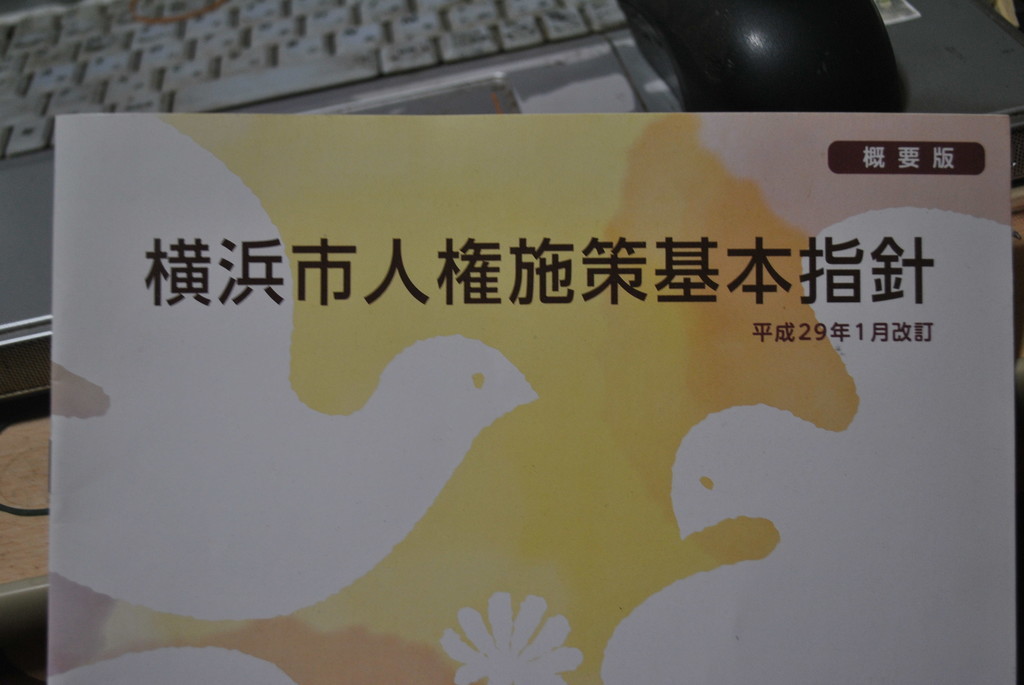 概要版
横浜市人権施策基本指針
平成29年1月改訂